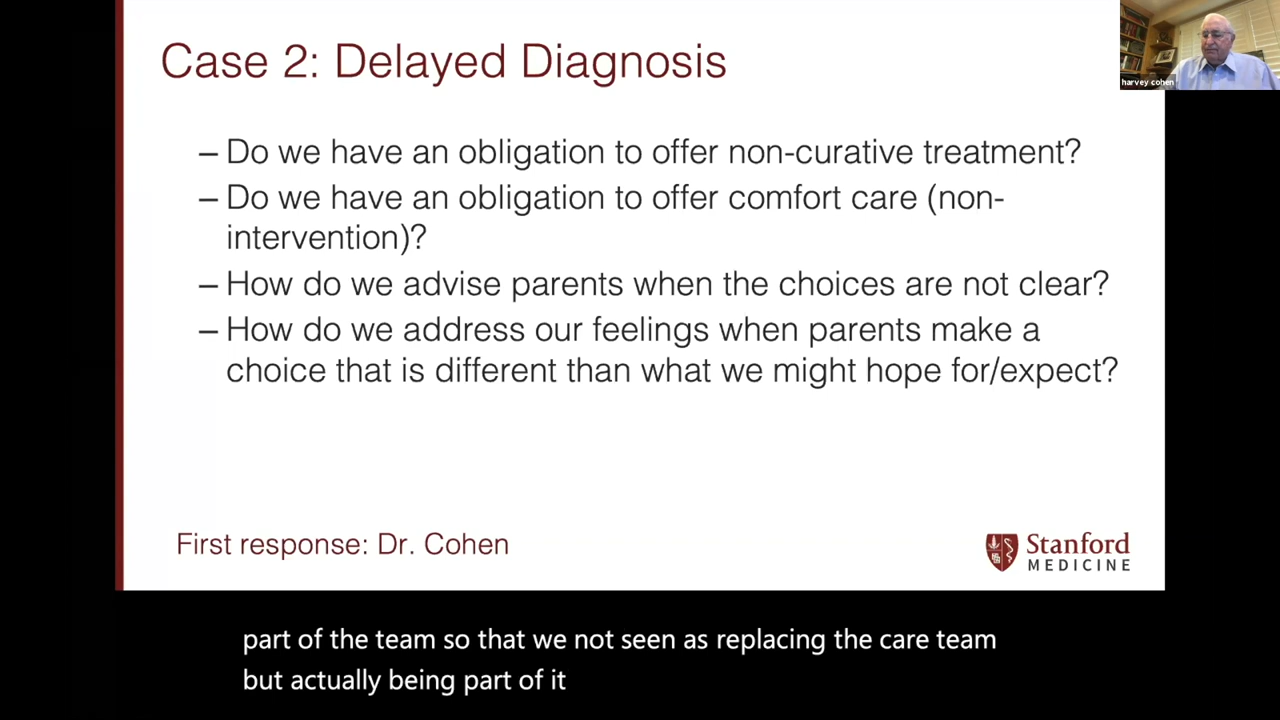 Case 2: Delayed Diagnosis
harvey cohen
– Do we have an obligation to offer non-curative treatment?
– Do we have an obligation to offer comfort care (non-
intervention)?
– How do we advise parents when the choices are not clear?
– How do we address our feelings when parents make a
choice that is different than what we might hope for/expect?
First response: Dr. Cohen
Stanford
MEDICINE
part of the team so that we not seen as replacing the care team
but actually being part of it